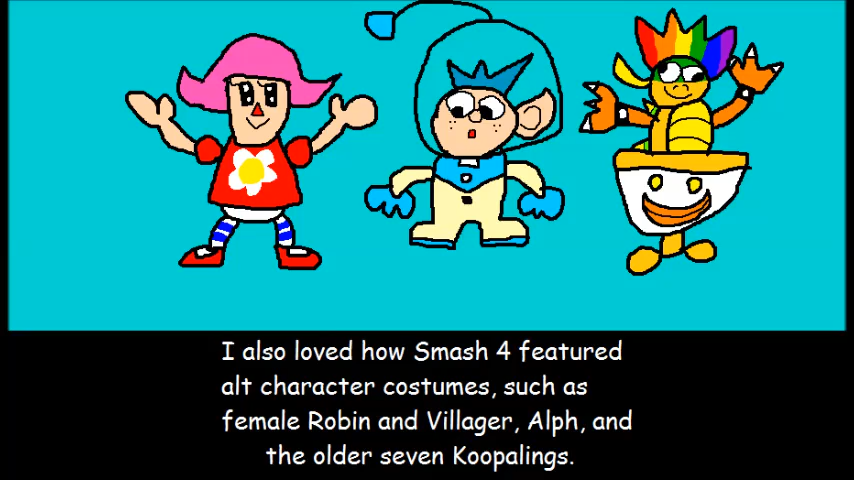 I also loved how Smash 4 featured
alt character costumes, such as
female Robin and Villager, Alph, and
the older seven Koopalings.